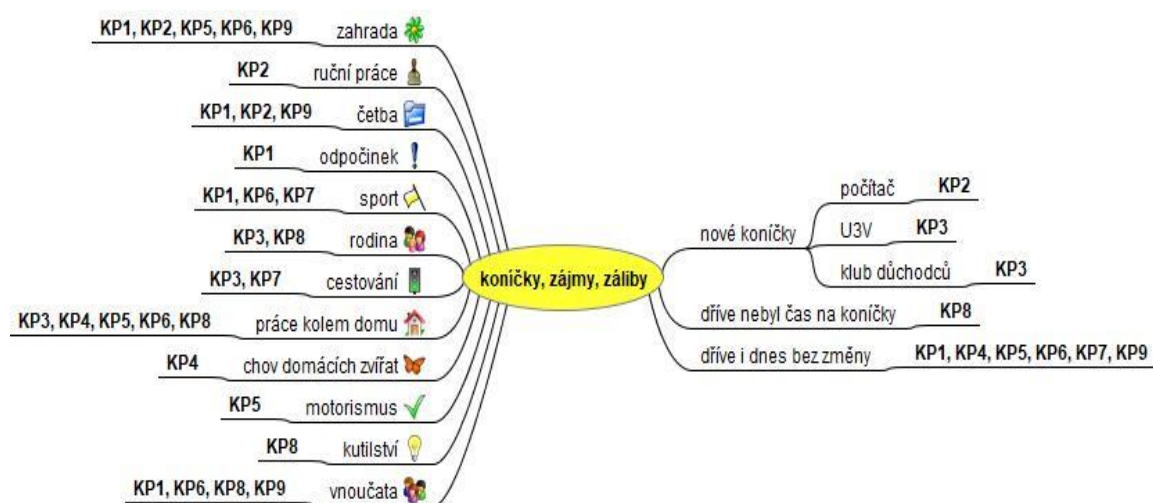 KP1, KP2, KP5, KP6, KP9 zahrada
KP2 ruční práce
KP1, KP2, KP9 četba
KP1 odpočinek
KP1, KP6, KP7 sport
KP3, KP8 rodina
KP3, KP7 cestování
KP3, KP4, KP5, KP6, KP8 práce kolem domu
KP4 chov domácích zvířat
KP5 motorismus
KP8 kutilství
KP1, KP6, KP8, KP9 vnoučata
koníčky, zájmy, záliby
nové koníčky
počítač KP2
U3V KP3
klub důchodců KP3
dříve nebyl čas na koníčky KP8
dříve i dnes bez změny KP1, KP4, KP5, KP6, KP7, KP9